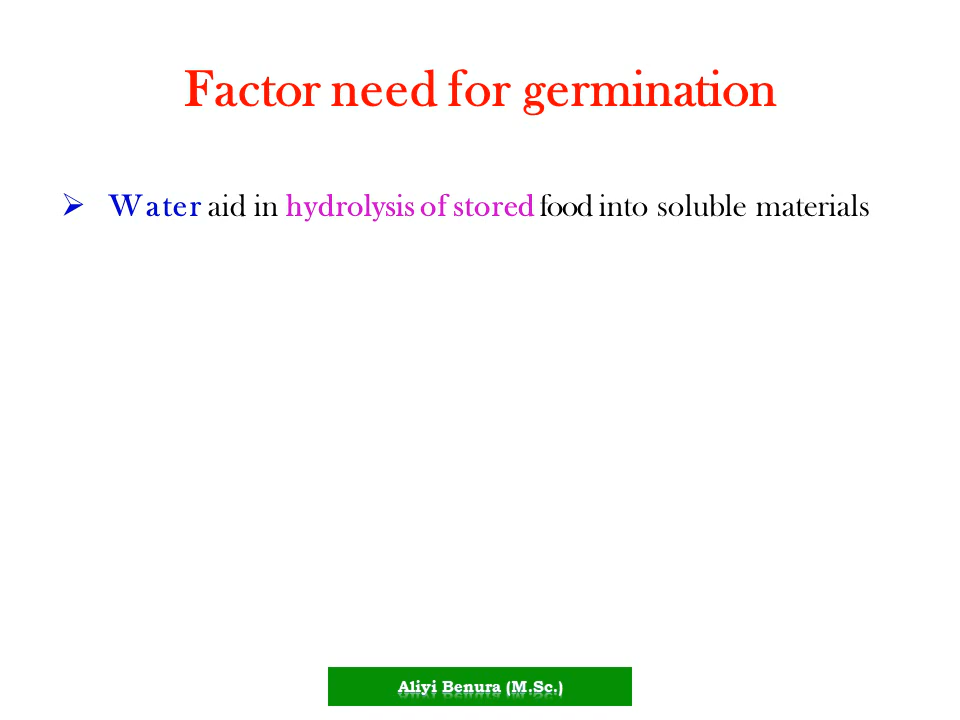 Factor need for germination
➢ Water aid in hydrolysis of stored food into soluble materials
Aliyi Benura (M.Sc.)